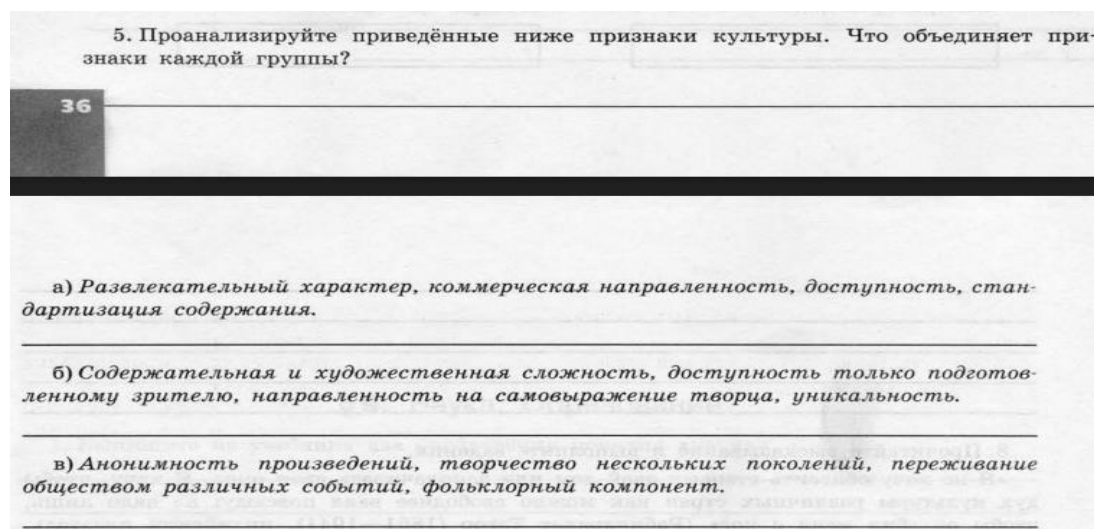 5. Проанализируйте приведённые ниже признаки культуры. Что объединяет при-
знаки каждой группы?
36
а) Развлекательный характер, коммерческая направленность, доступность, стан-
дартизация содержания.
б) Содержательная и художественная сложность, доступность только подготов-
ленному зрителю, направленность на самовыражение творца, уникальность.
в) Анонимность произведений, творчество нескольких поколений, переживание
обществом различных событий, фольклорный компонент.